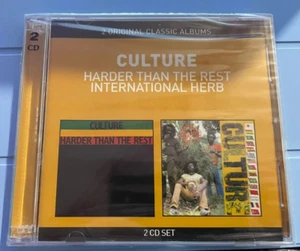 2 ORIGINAL CLASSIC ALBUMS
CULTURE
HARDER THAN THE REST
INTERNATIONAL HERB
CULTURE
HARDER THAN THE REST
CULTURE
2 CD SET
2
CD